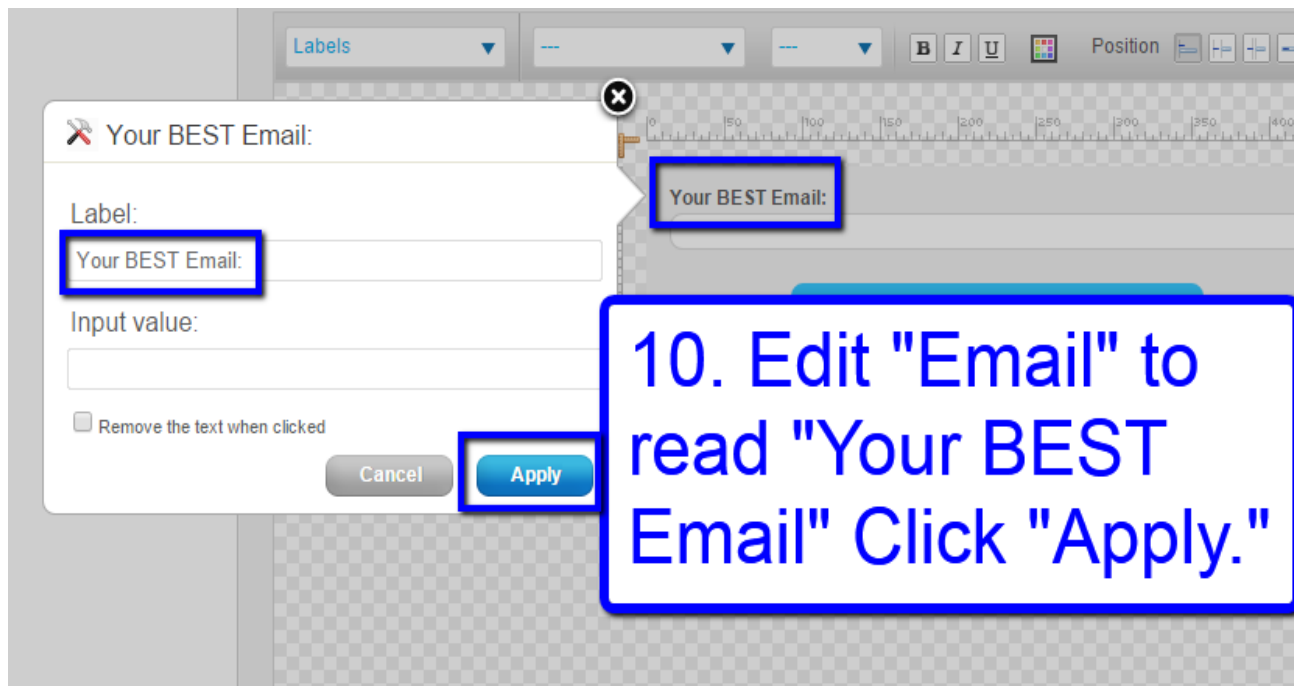 Labels --- --- B I U Position
Your BEST Email:
0 50 100 150 200 250 300 350 400
Your BEST Email:
Label:
Your BEST Email:
Input value:
Remove the text when clicked
Cancel Apply
10. Edit "Email" to
read "Your BEST
Email" Click "Apply."